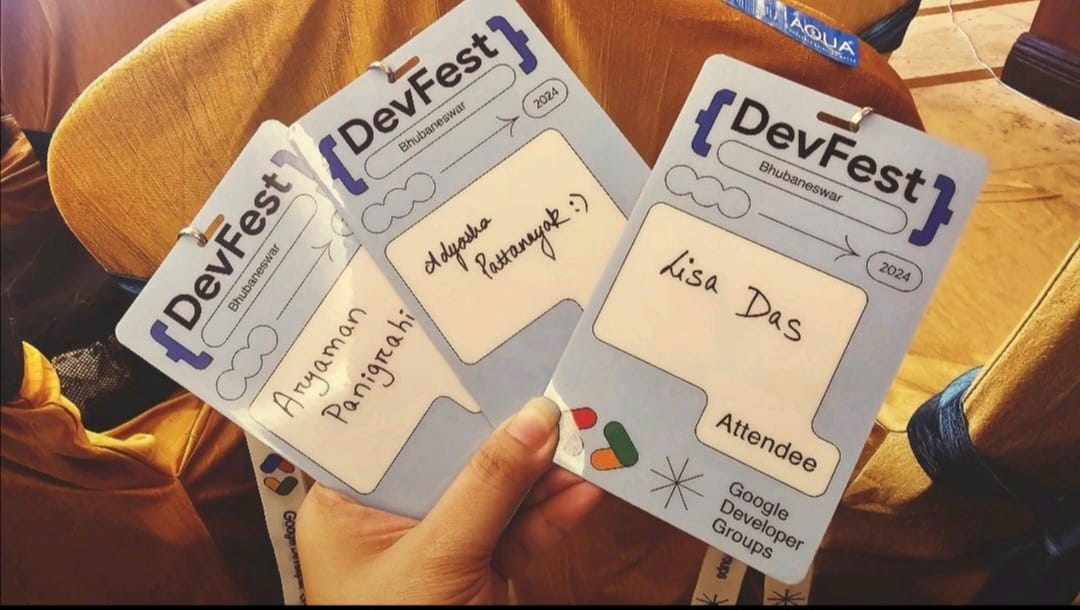 {DevFest}
Bhubaneswar
Aryaman
Panigrahi
{DevFest}
Bhubaneswar
2024
Adyasha
Pattanayak :)
{DevFest}
Bhubaneswar
2024
Lisa Das
Attendee
Google
Developer
Groups
AQUA
Google